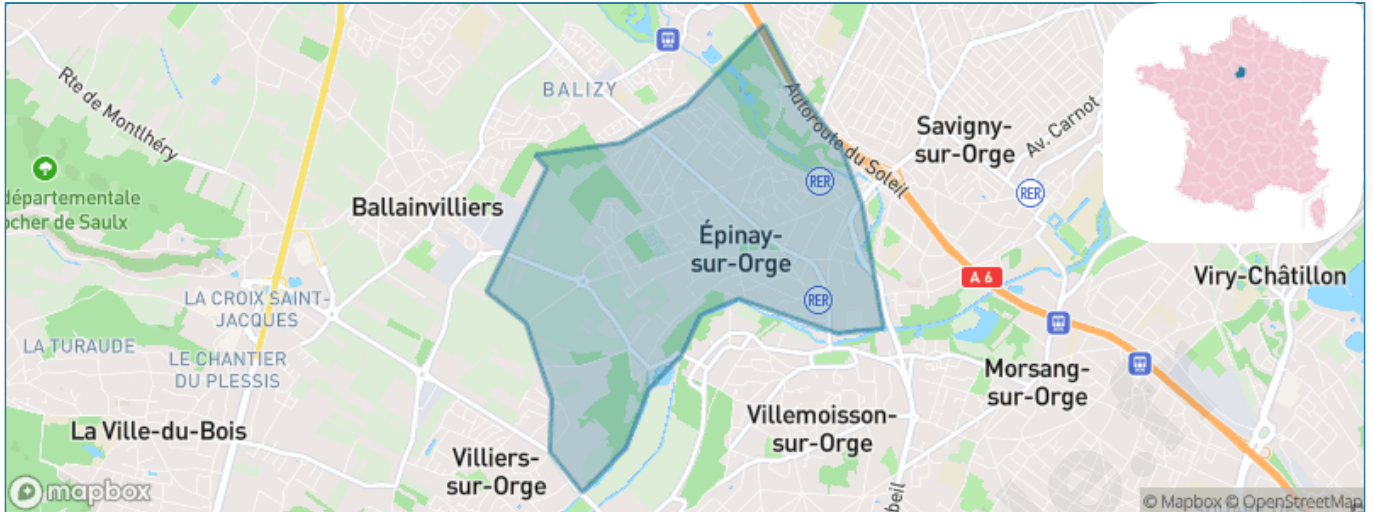 BALIZY
Rte de Montlhéry
Autoroute du Soleil
Savigny-
sur-Orge
Av. Carnot
RER
RER
départementale
ocher de Saulx
Ballainvilliers
Épinay-
sur-Orge
A 6
Viry-Châtillon
LA CROIX SAINT-
JACQUES
RER
LA TURAUDE
LE CHANTIER
DU PLESSIS
Morsang-
sur-Orge
La Ville-du-Bois
Villemoisson-
sur-Orge
Villiers-
sur-Orge
beil
mapbox
© Mapbox © OpenStreetMap